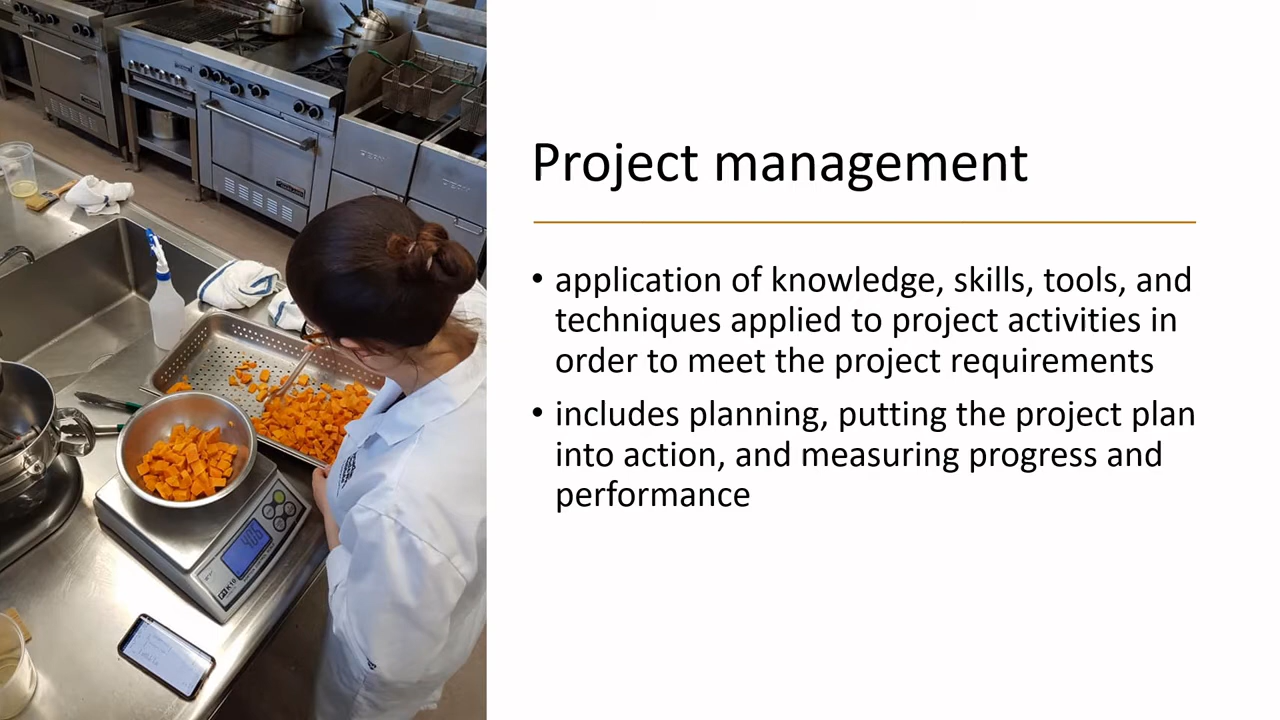 Project management
• application of knowledge, skills, tools, and
techniques applied to project activities in
order to meet the project requirements
• includes planning, putting the project plan
into action, and measuring progress and
performance